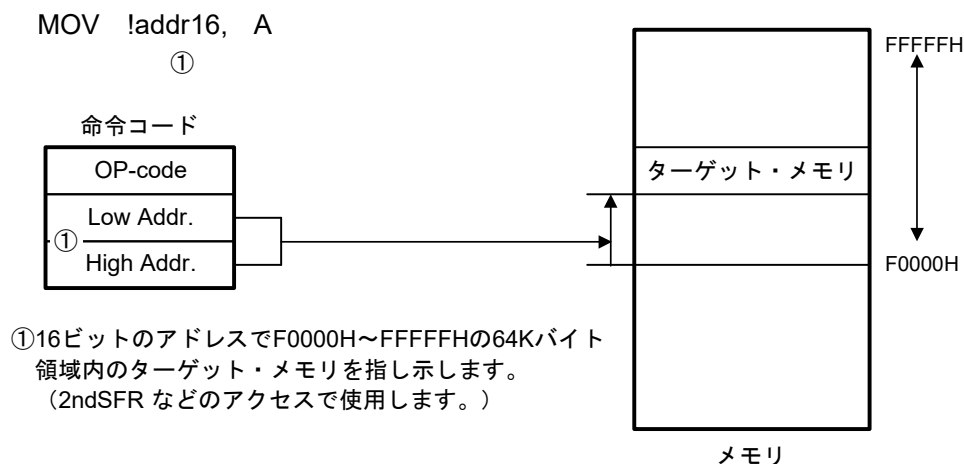 MOV !addr16, A
①
命令コード
OP-code
Low Addr.
①
High Addr.
FFFFFH
ターゲット・メモリ
F0000H
メモリ
①16ビットのアドレスでF0000H～FFFFFHの64Kバイト
領域内のターゲット・メモリを指し示します。
（2ndSFR などのアクセスで使用します。）